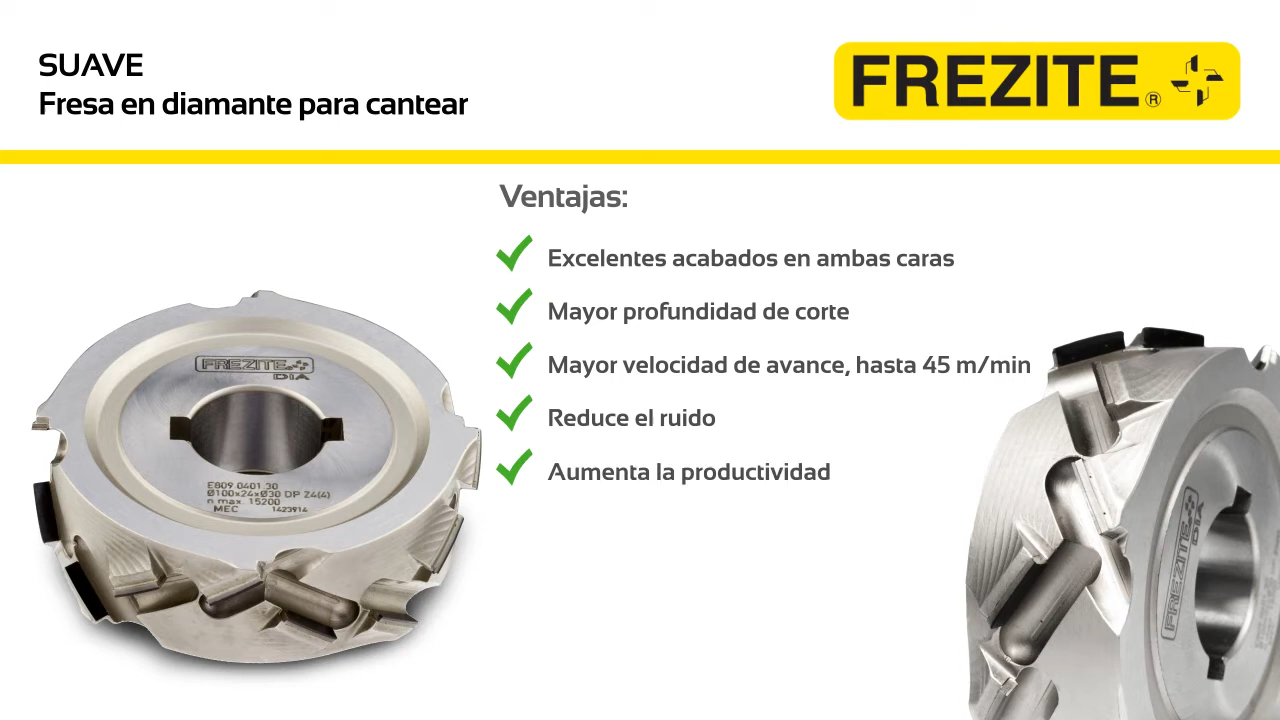 SUAVE
Fresa en diamante para cantear
FREZITE®
Ventajas:
Excelentes acabados en ambas caras
Mayor profundidad de corte
Mayor velocidad de avance, hasta 45 m/min
Reduce el ruido
Aumenta la productividad
FREZITE
DIA
E809.0401.30
Ø100x24xØ30 DP Z4(4)
n max. 15200
MEC 1423914
FREZITE
DIA